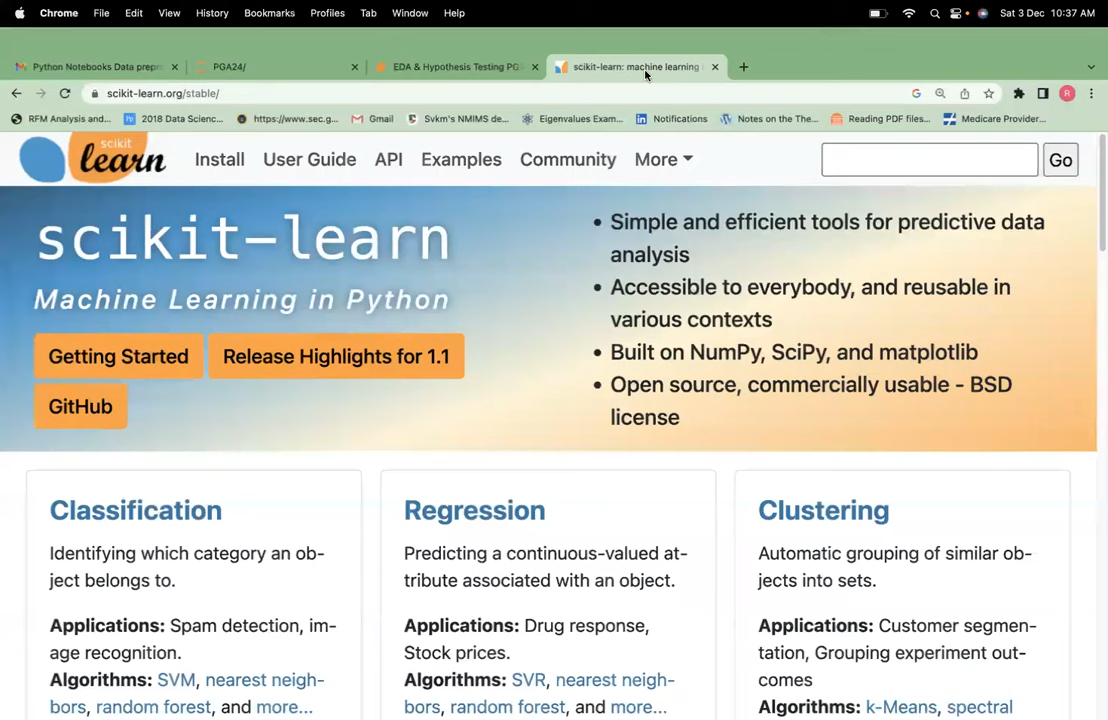 Chrome File Edit View History Bookmarks Profiles Tab Window Help Sat 3 Dec 10:37 AM
Python Notebooks Data prepr PGA24/ EDA & Hypothesis Testing PG scikit-learn: machine learning
scikit-learn.org/stable/ R
RFM Analysis and... 2018 Data Scienc... https://www.sec.g... Gmail Svkm's NMIMS de... Eigenvalues Exam... Notifications Notes on the The... Reading PDF files... Medicare Provider...
scikit
learn Install User Guide API Examples Community More Go
scikit-learn
Machine Learning in Python
Getting Started Release Highlights for 1.1
GitHub
• Simple and efficient tools for predictive data
analysis
• Accessible to everybody, and reusable in
various contexts
• Built on NumPy, SciPy, and matplotlib
• Open source, commercially usable - BSD
license
Classification
Identifying which category an ob-
ject belongs to.
Applications: Spam detection, im-
age recognition.
Algorithms: SVM, nearest neigh-
bors, random forest, and more...
Regression
Predicting a continuous-valued at-
tribute associated with an object.
Applications: Drug response,
Stock prices.
Algorithms: SVR, nearest neigh-
bors, random forest, and more...
Clustering
Automatic grouping of similar ob-
jects into sets.
Applications: Customer segmen-
tation, Grouping experiment out-
comes
Algorithms: k-Means, spectral